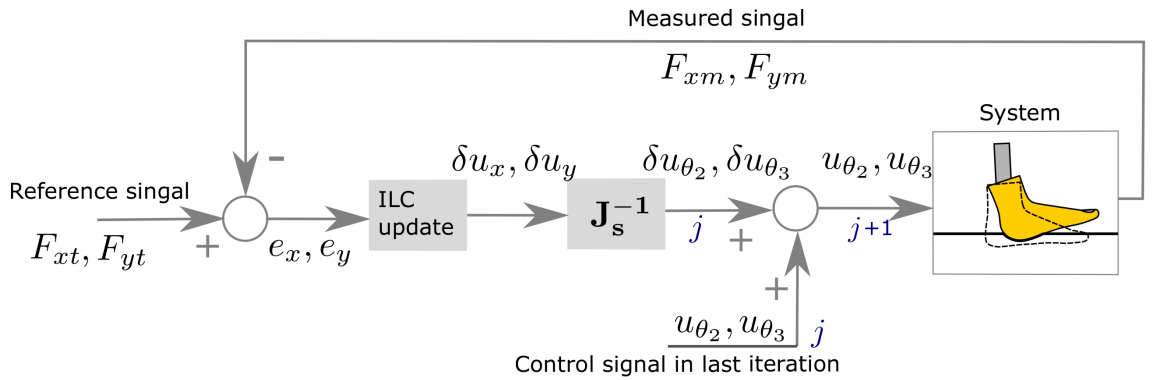 Measured singal
F_{xm}, F_{ym}
System
-
δu_x, δu_y
δu_{θ_2}, δu_{θ_3}
u_{θ_2}, u_{θ_3}
Reference singal
ILC
update
J_s^{-1}
j
j+1
+
+
F_{xt}, F_{yt}
e_x, e_y
+
u_{θ_2}, u_{θ_3}
j
Control signal in last iteration